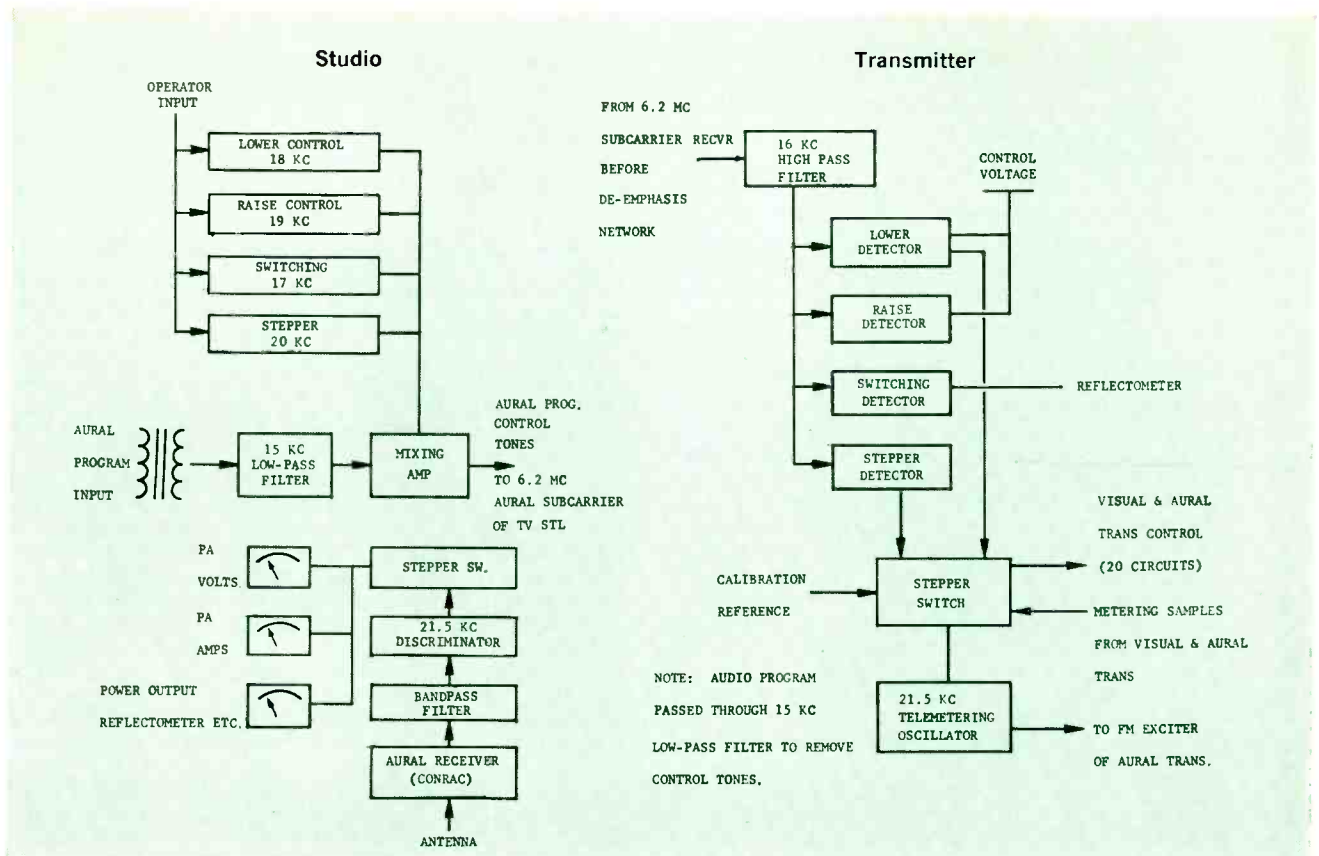 Studio
OPERATOR
INPUT
LOWER CONTROL
18 KC
RAISE CONTROL
19 KC
SWITCHING
17 KC
STEPPER
20 KC
AURAL
PROGRAM
INPUT
15 KC
LOW-PASS
FILTER
MIXING
AMP
AURAL PROG.
CONTROL
TONES
TO 6.2 MC
AURAL SUBCARRIER
OF TV STL
PA
VOLTS
PA
AMPS
POWER OUTPUT
REFLECTOMETER ETC.
STEPPER SW.
21.5 KC
DISCRIMINATOR
BANDPASS
FILTER
AURAL RECEIVER
(CONRAC)
ANTENNA
Transmitter
FROM 6.2 MC
SUBCARRIER RECVR
BEFORE
DE-EMPHASIS
NETWORK
16 KC
HIGH PASS
FILTER
CONTROL
VOLTAGE
LOWER
DETECTOR
RAISE
DETECTOR
SWITCHING
DETECTOR
REFLECTOMETER
STEPPER
DETECTOR
CALIBRATION
REFERENCE
STEPPER
SWITCH
VISUAL & AURAL
TRANS CONTROL
(20 CIRCUITS)
METERING SAMPLES
FROM VISUAL & AURAL
TRANS
21.5 KC
TELEMETERING
OSCILLATOR
TO FM EXCITER
OF AURAL TRANS.
NOTE: AUDIO PROGRAM
PASSED THROUGH 15 KC
LOW-PASS FILTER TO REMOVE
CONTROL TONES.